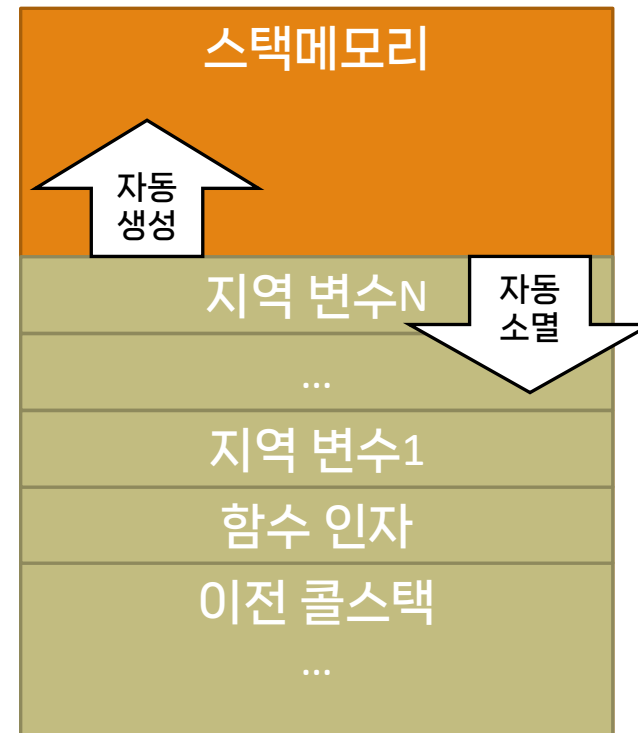 스택메모리
자동
생성
지역 변수N
자동
소멸
...
지역 변수1
함수 인자
이전 콜스택
...